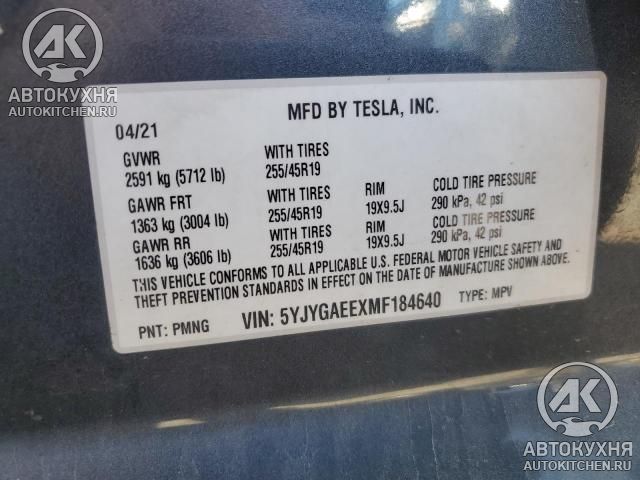 АК
АВТОКУХНЯ
AUTOKITCHEN.RU
MFD BY TESLA, INC.
04/21
GVWR WITH TIRES
2591 kg (5712 lb) 255/45R19
GAWR FRT WITH TIRES RIM COLD TIRE PRESSURE
1363 kg (3004 lb) 255/45R19 19X9.5J 290 kPa, 42 psi
GAWR RR WITH TIRES RIM COLD TIRE PRESSURE
1636 kg (3606 lb) 255/45R19 19X9.5J 290 kPa, 42 psi
THIS VEHICLE CONFORMS TO ALL APPLICABLE U.S. FEDERAL MOTOR VEHICLE SAFETY AND
THEFT PREVENTION STANDARDS IN EFFECT ON THE DATE OF MANUFACTURE SHOWN ABOVE.
PNT: PMNG VIN: 5YJYGAEEXMF184640 TYPE: MPV
АК
АВТОКУХНЯ
AUTOKITCHEN.RU